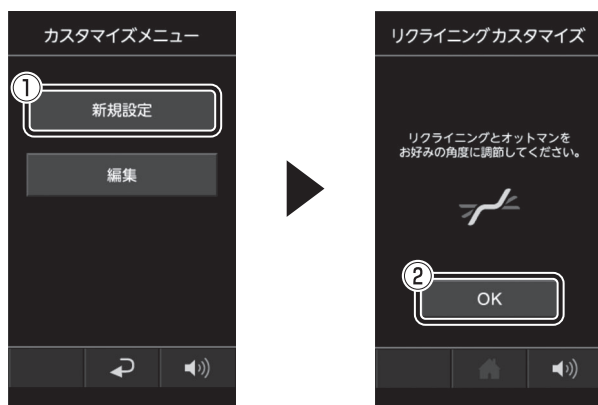 カスタマイズメニュー
①
新規設定
編集
リクライニングカスタマイズ
リクライニングとオットマンを
お好みの角度に調節してください。
②
OK